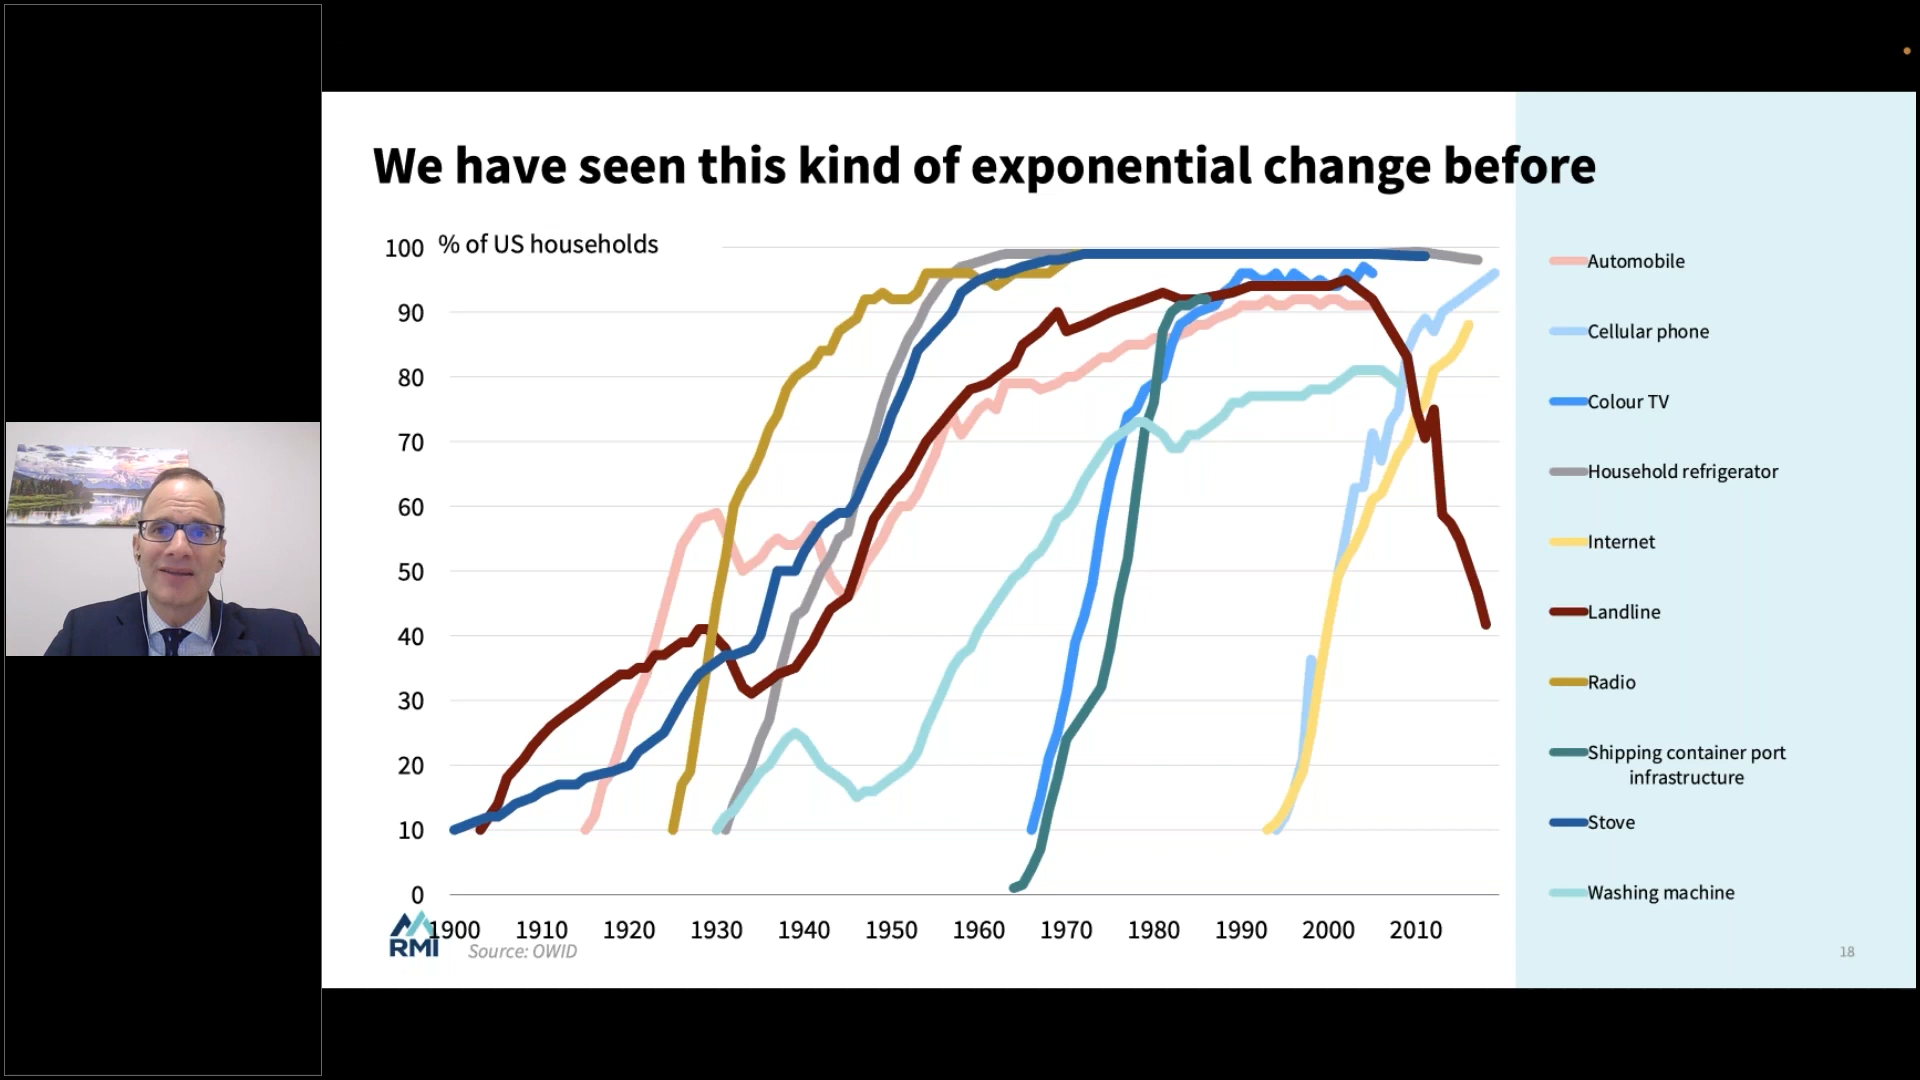 We have seen this kind of exponential change before
% of US households
100
90
80
70
60
50
40
30
20
10
0
1900 1910 1920 1930 1940 1950 1960 1970 1980 1990 2000 2010
Automobile
Cellular phone
Colour TV
Household refrigerator
Internet
Landline
Radio
Shipping container port
infrastructure
Stove
Washing machine
RMI
Source: OWID
18